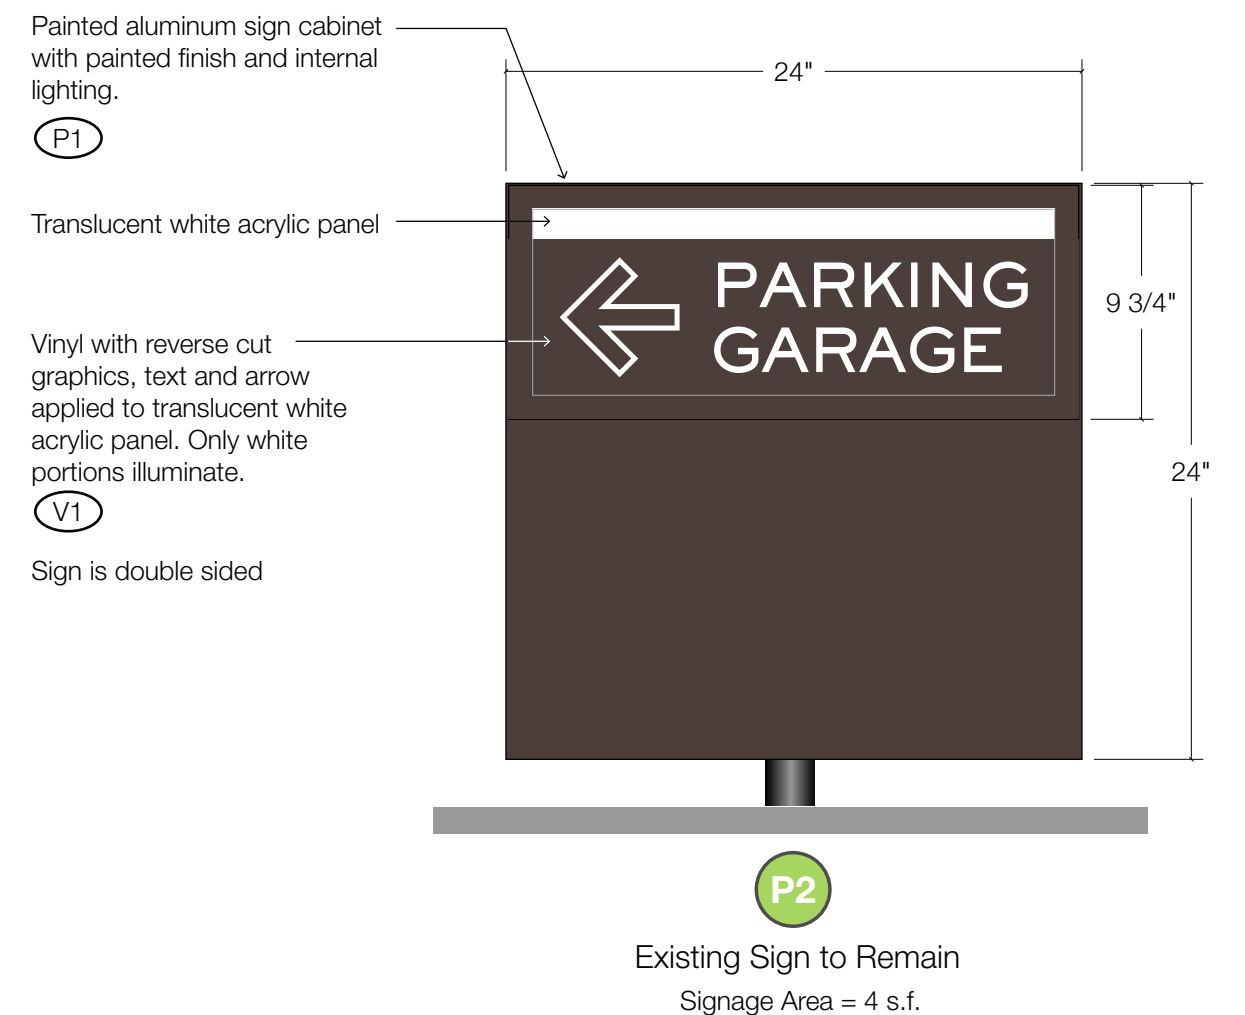 Painted aluminum sign cabinet
with painted finish and internal
lighting.
P1
Translucent white acrylic panel
Vinyl with reverse cut
graphics, text and arrow
applied to translucent white
acrylic panel. Only white
portions illuminate.
V1
Sign is double sided
24"
PARKING
GARAGE
9 3/4"
24"
P2
Existing Sign to Remain
Signage Area = 4 s.f.